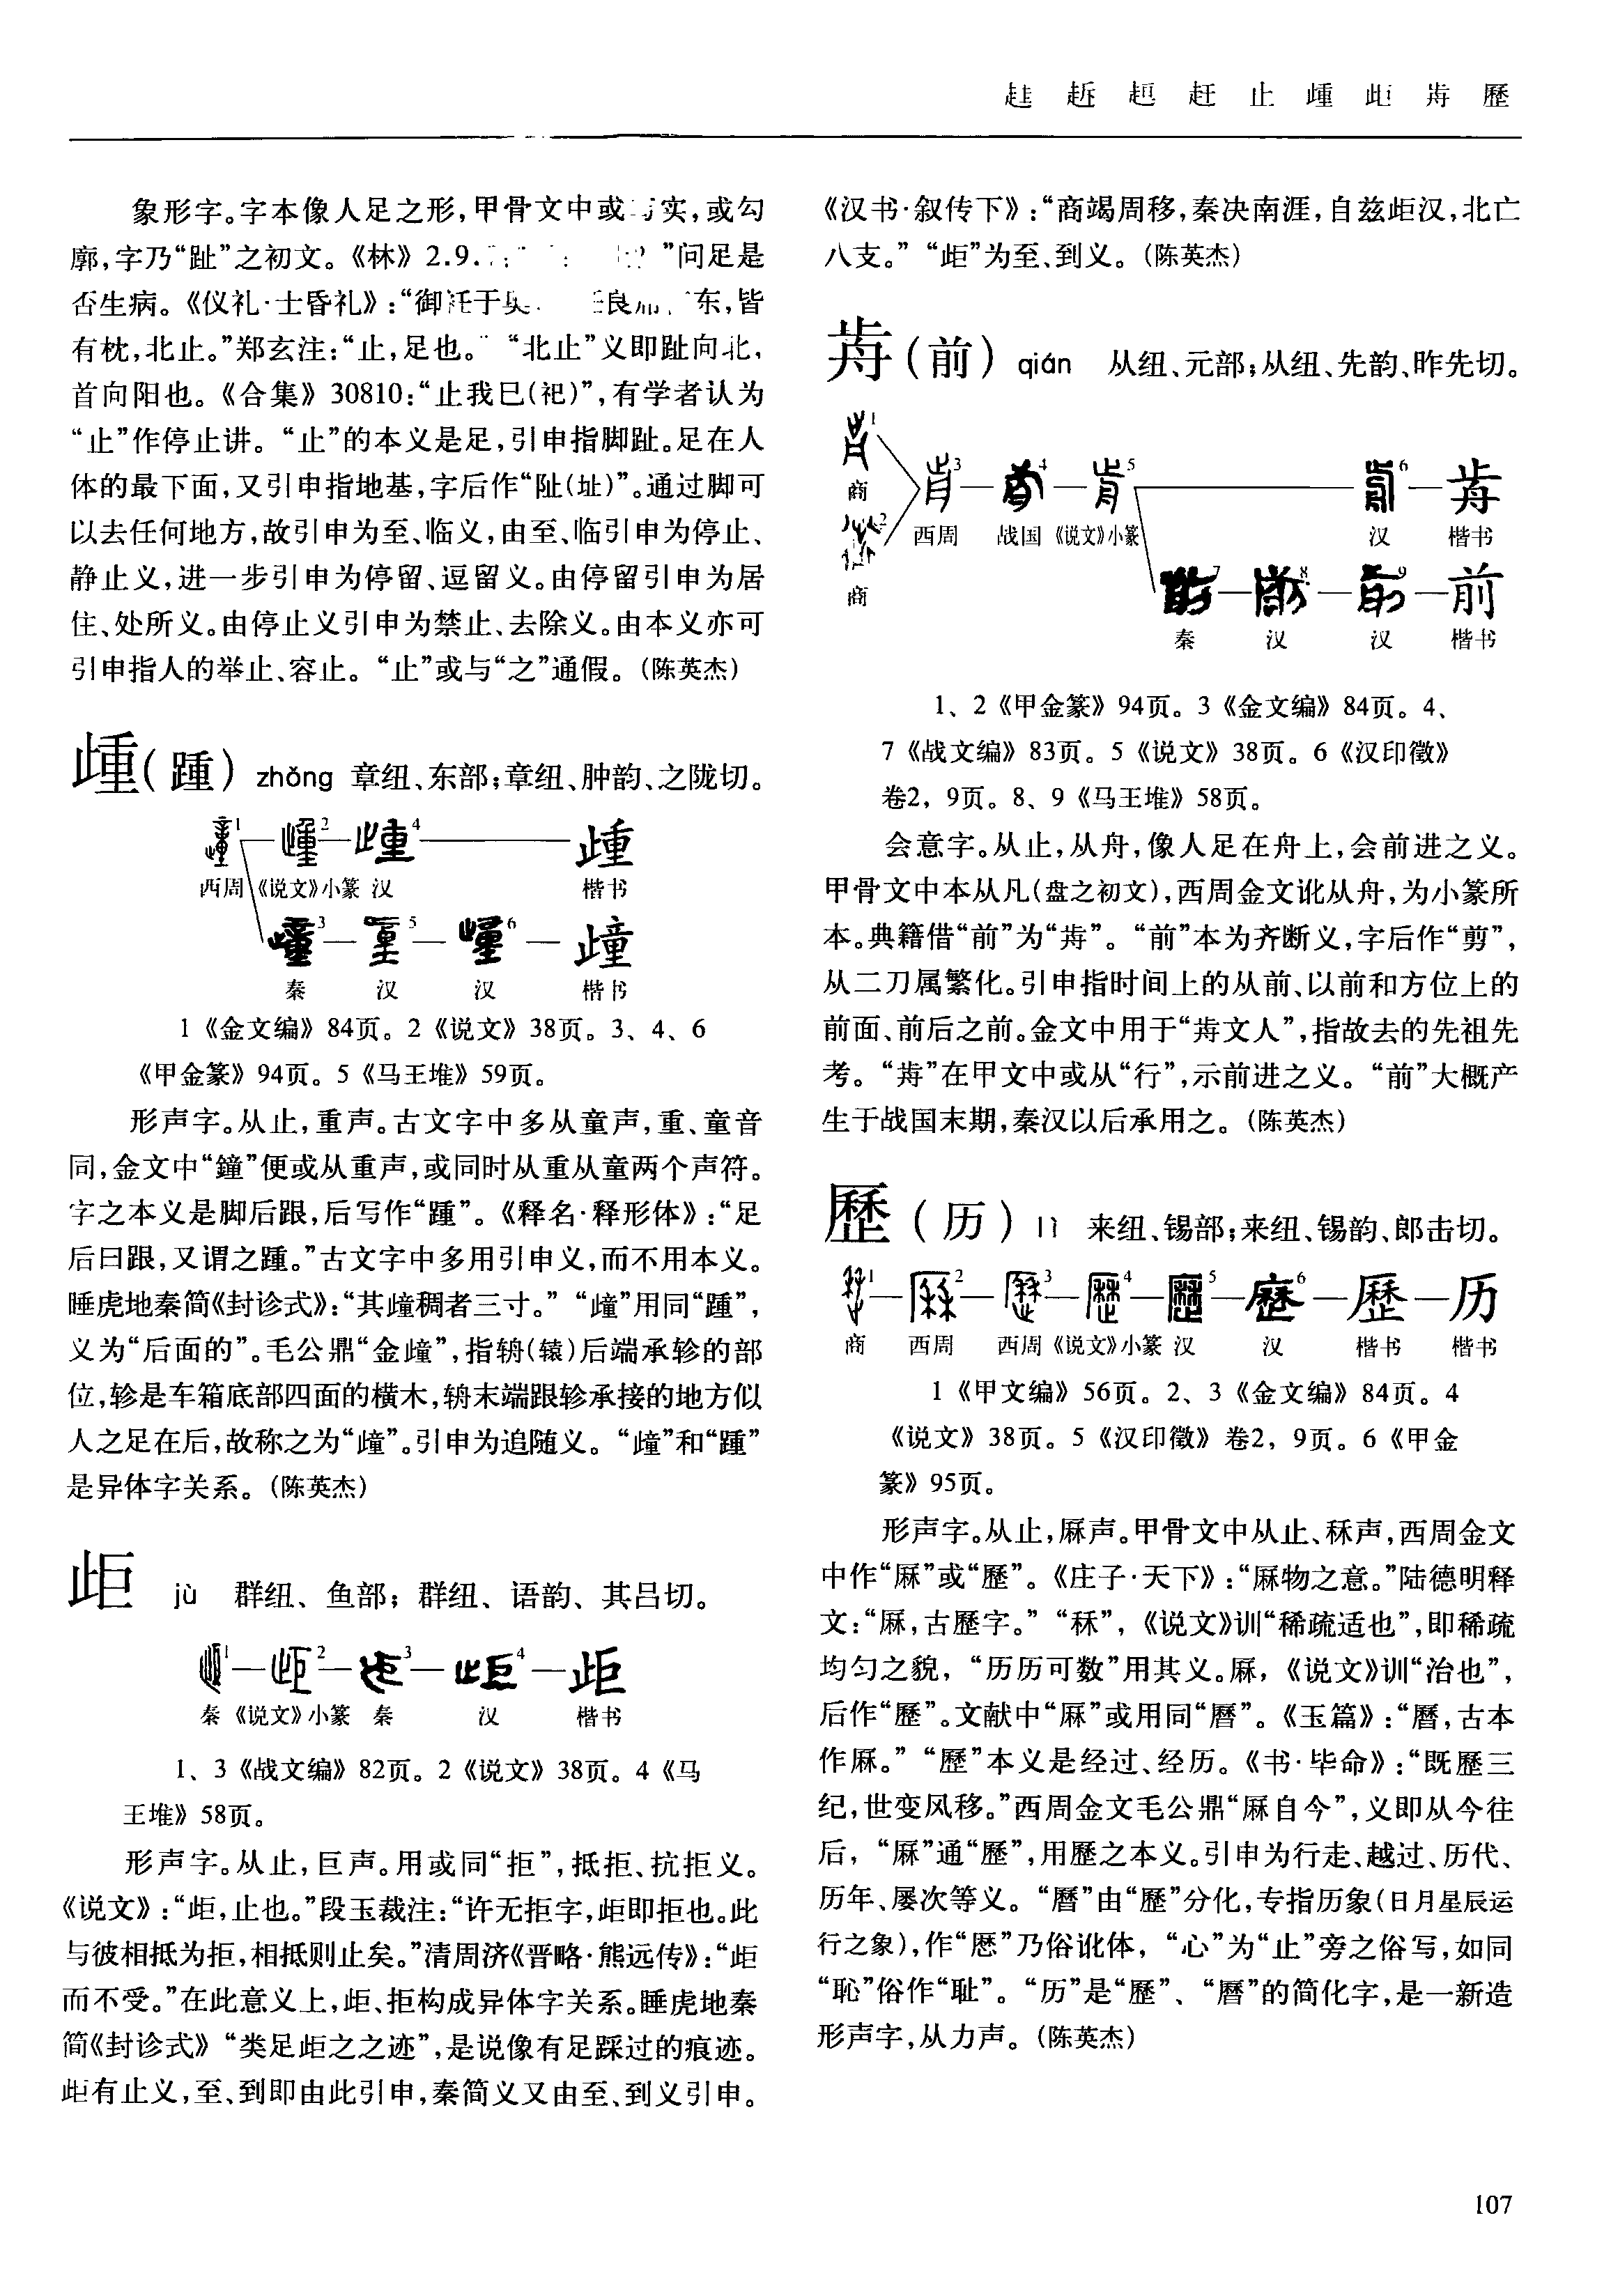 止 歱 歫 歬 歷
象形字。字本像人足之形，甲骨文中或 实，或勾
廓，字乃“趾”之初文。《林》2.9. ”问足是
否生病。《仪礼·士昏礼》：“御衽于 良 东，皆
有枕，北止。”郑玄注：“止，足也。”“北止”义即趾向北，
首向阳也。《合集》30810：“止我巳（祀）”，有学者认为
“止”作停止讲。“止”的本义是足，引申指脚趾。足在人
体的最下面，又引申指地基，字后作“阯（址）”。通过脚可
以去任何地方，故引申为至、临义，由至、临引申为停止、
静止义，进一步引申为停留、逗留义。由停留引申为居
住、处所义。由停止义引申为禁止、去除义。由本义亦可
引申指人的举止、容止。“止”或与“之”通假。（陈英杰）
歱（踵）zhǒng 章纽、东部；章纽、肿韵、之陇切。
1 2 4 歱
西周 《说文》小篆 汉 楷书
3 5 6
秦 汉 汉 楷书
1《金文编》84页。2《说文》38页。3、4、6
《甲金篆》94页。5《马王堆》59页。
形声字。从止，重声。古文字中多从童声，重、童音
同，金文中“鐘”便或从重声，或同时从重从童两个声符。
字之本义是脚后跟，后写作“踵”。《释名·释形体》：“足
后曰跟，又谓之踵。”古文字中多用引申义，而不用本义。
睡虎地秦简《封诊式》：“其 稠者三寸。”“ ”用同“踵”，
义为“后面的”。毛公鼎“金 ”，指輈（辕）后端承轸的部
位，轸是车箱底部四面的横木，輈末端跟轸承接的地方似
人之足在后，故称之为“ ”。引申为追随义。“ ”和“踵”
是异体字关系。（陈英杰）
歫 jù 群纽、鱼部；群纽、语韵、其吕切。
1 2 3 4 歫
秦 《说文》小篆 秦 汉 楷书
1、3《战文编》82页。2《说文》38页。4《马
王堆》58页。
形声字。从止，巨声。用或同“拒”，抵拒、抗拒义。
《说文》：“歫，止也。”段玉裁注：“许无拒字，歫即拒也。此
与彼相抵为拒，相抵则止矣。”清周济《晋略·熊远传》：“歫
而不受。”在此意义上，歫、拒构成异体字关系。睡虎地秦
简《封诊式》“类足歫之之迹”，是说像有足踩过的痕迹。
歫有止义，至、到即由此引申，秦简义又由至、到义引申。
《汉书·叙传下》：“商竭周移，秦决南涯，自兹歫汉，北亡
八支。”“歫”为至、到义。（陈英杰）
歬（前）qián 从纽、元部；从纽、先韵、昨先切。
1 商
2 商
3 4 5 6 歬
西周 战国 《说文》小篆 汉 楷书
7 8 9 前
秦 汉 汉 楷书
1、2《甲金篆》94页。3《金文编》84页。4、
7《战文编》83页。5《说文》38页。6《汉印徵》
卷2，9页。8、9《马王堆》58页。
会意字。从止，从舟，像人足在舟上，会前进之义。
甲骨文中本从凡（盘之初文），西周金文讹从舟，为小篆所
本。典籍借“前”为“歬”。“前”本为齐断义，字后作“剪”，
从二刀属繁化。引申指时间上的从前、以前和方位上的
前面、前后之前。金文中用于“歬文人”，指故去的先祖先
考。“歬”在甲文中或从“行”，示前进之义。“前”大概产
生于战国末期，秦汉以后承用之。（陈英杰）
歷（历）lì 来纽、锡部；来纽、锡韵、郎击切。
1 2 3 4 5 6 歷 历
商 西周 西周 《说文》小篆 汉 汉 楷书 楷书
1《甲文编》56页。2、3《金文编》84页。4
《说文》38页。5《汉印徵》卷2，9页。6《甲金
篆》95页。
形声字。从止，厤声。甲骨文中从止、秝声，西周金文
中作“厤”或“歷”。《庄子·天下》：“厤物之意。”陆德明释
文：“厤，古歷字。”“秝”，《说文》训“稀疏适也”，即稀疏
均匀之貌，“历历可数”用其义。厤，《说文》训“治也”，
后作“歷”。文献中“厤”或用同“曆”。《玉篇》：“曆，古本
作厤。”“歷”本义是经过、经历。《书·毕命》：“既歷三
纪，世变风移。”西周金文毛公鼎“厤自今”，义即从今往
后，“厤”通“歷”，用歷之本义。引申为行走、越过、历代、
历年、屡次等义。“曆”由“歷”分化，专指历象（日月星辰运
行之象），作“ ”乃俗讹体，“心”为“止”旁之俗写，如同
“恥”俗作“耻”。“历”是“歷”、“曆”的简化字，是一新造
形声字，从力声。（陈英杰）
107